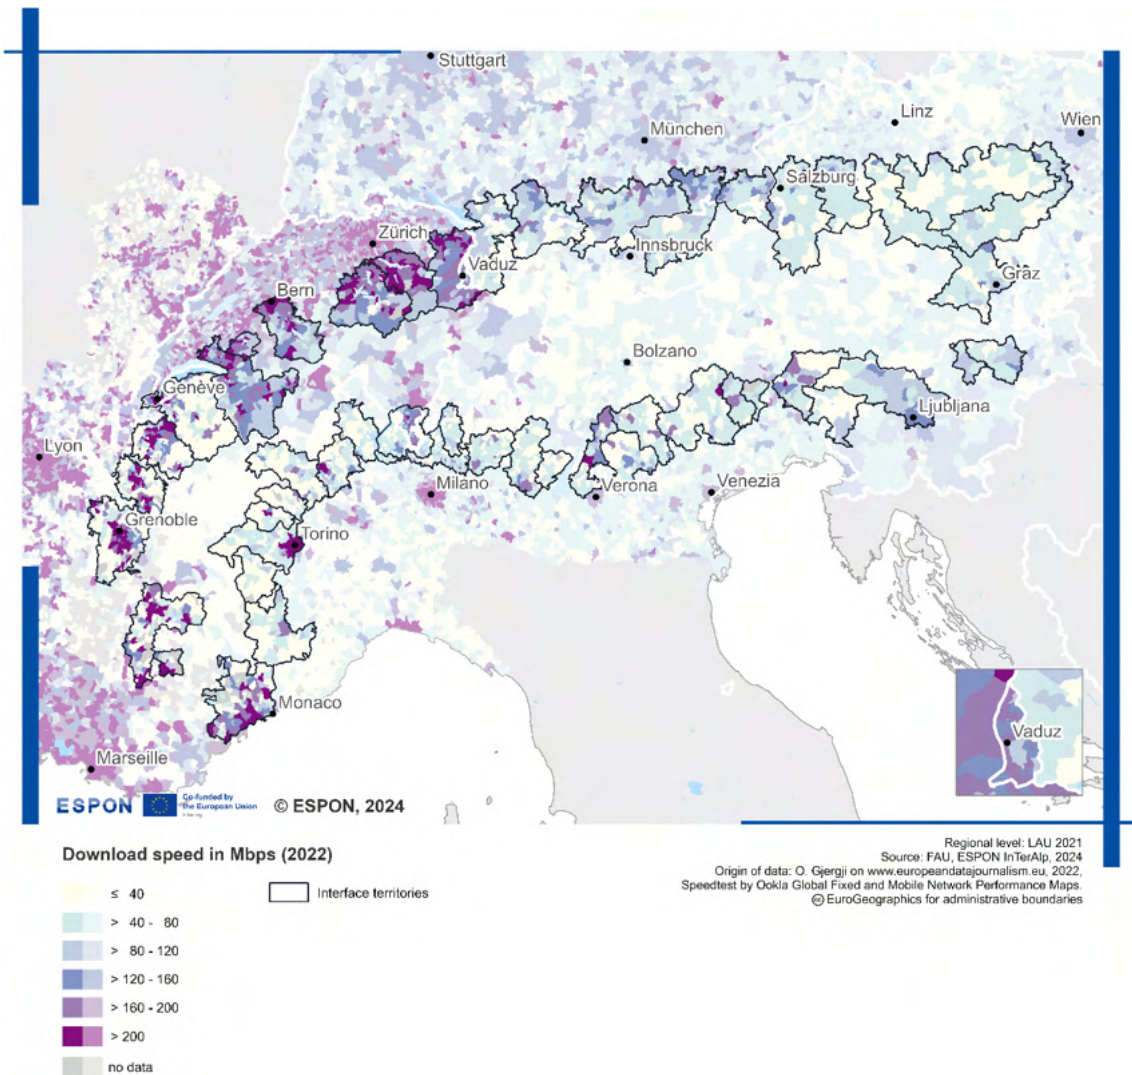 Stuttgart
Linz
Wien
München
Salzburg
Zürich
Innsbruck
Vaduz
Graz
Bern
Bolzano
Genève
Ljubljana
Lyon
Milano
Verona
Venezia
Grenoble
Torino
Monaco
Vaduz
Marseille
ESPON
Co-funded by
the European Union
© ESPON, 2024
Download speed in Mbps (2022)
≤ 40
> 40 - 80
> 80 - 120
> 120 - 160
> 160 - 200
> 200
no data
Interface territories
Regional level: LAU 2021
Source: FAU, ESPON InTerAlp, 2024
Origin of data: O. Gjergji on www.europeandatajournalism.eu, 2022,
Speedtest by Ookla Global Fixed and Mobile Network Performance Maps.
cc EuroGeographics for administrative boundaries